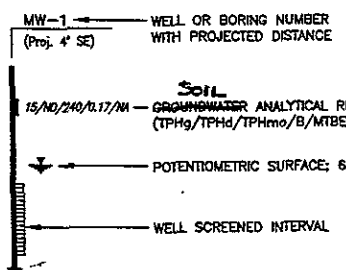 MW-1 WELL OR BORING NUMBER
(Proj. 4' SE) WITH PROJECTED DISTANCE
SOIL
15/ND/240/0.17/NA GROUNDWATER ANALYTICAL R
(TPHg/TPHd/TPHmo/B/MTBE
POTENTIOMETRIC SURFACE; 6
WELL SCREENED INTERVAL